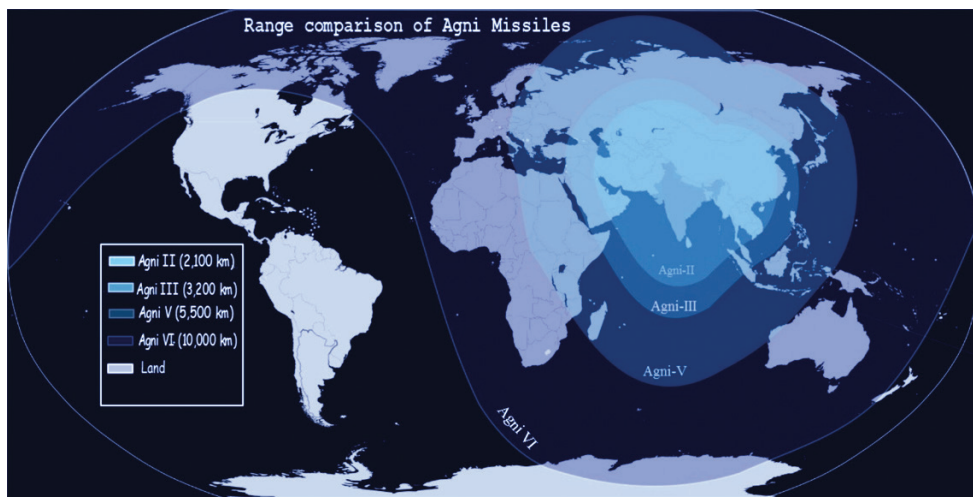 Range comparison of Agni Missiles
Agni II (2,100 km)
Agni III (3,200 km)
Agni V (5,500 km)
Agni VI (10,000 km)
Land
Agni-II
Agni-III
Agni-V
Agni VI